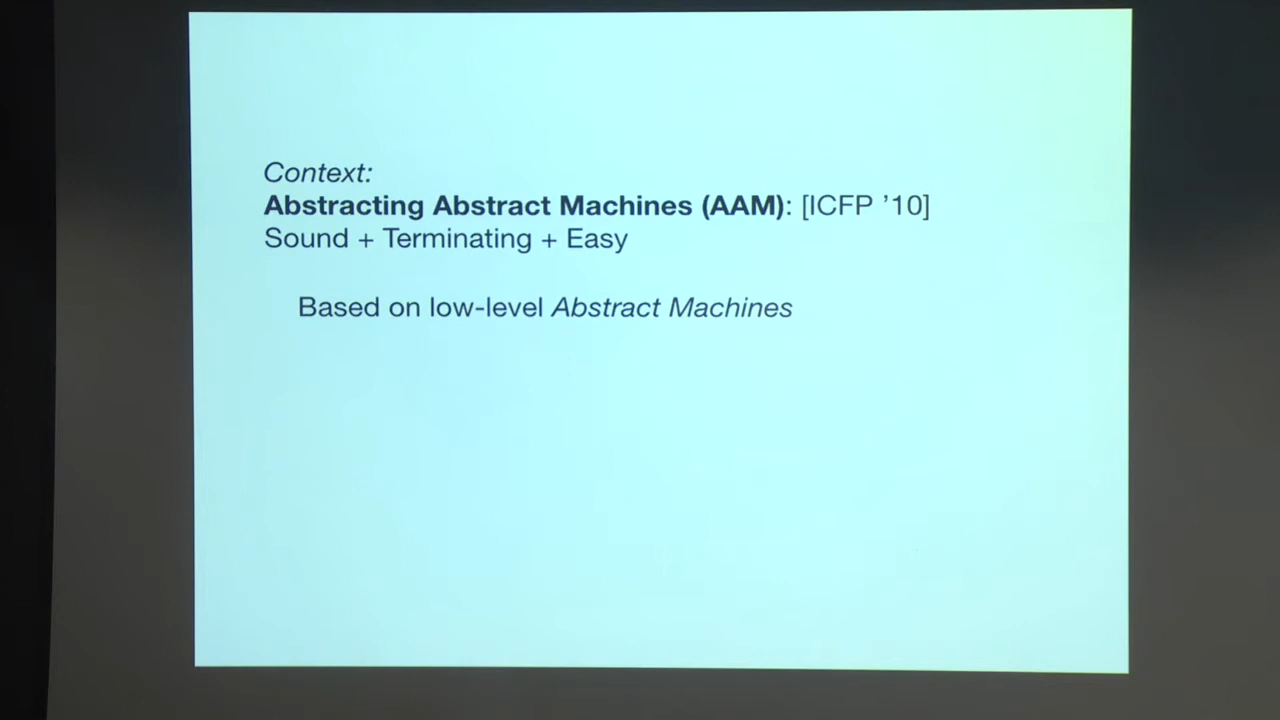 Context:
Abstracting Abstract Machines (AAM): [ICFP ’10]
Sound + Terminating + Easy
Based on low-level Abstract Machines